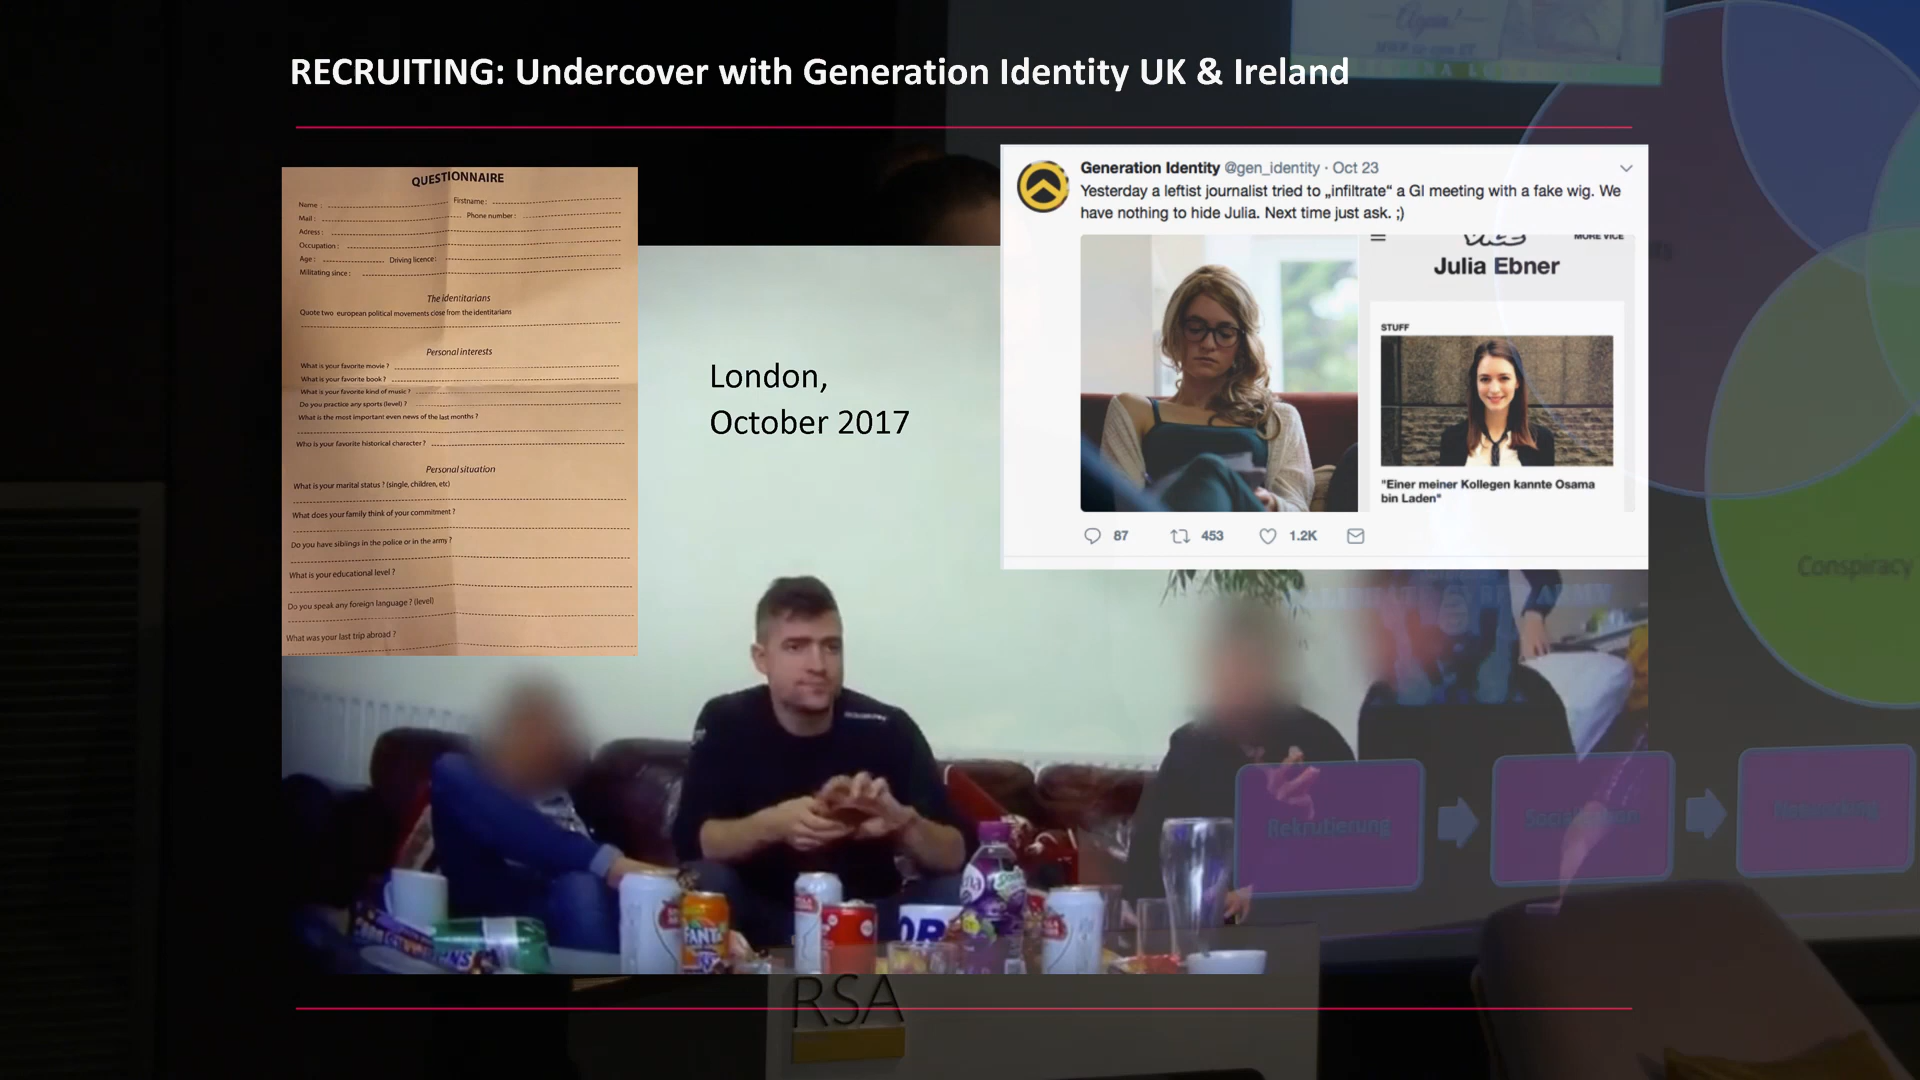 RECRUITING: Undercover with Generation Identity UK & Ireland
QUESTIONNAIRE
Name :
Firstname :
Mail :
Phone number :
Adress :
Occupation :
Age :
Driving licence:
Militating since :
The identitarians
Quote two european political movements close from the identitarians
Personal interests
What is your favorite movie ?
What is your favorite book ?
What is your favorite kind of music ?
Do you practice any sports (level) ?
What is the most important even news of the last months ?
Who is your favorite historical character ?
Personal situation
What is your marital status ? (single, children, etc)
What does your family think of your commitment ?
Do you have siblings in the police or in the army ?
What is your educational level ?
Do you speak any foreign language ? (level)
What was your last trip abroad ?
London,
October 2017
Generation Identity @gen_identity · Oct 23
Yesterday a leftist journalist tried to „infiltrate“ a GI meeting with a fake wig. We
have nothing to hide Julia. Next time just ask. ;)
MORE VICE
Julia Ebner
STUFF
"Einer meiner Kollegen kannte Osama
bin Laden"
87 453 1.2K
Conspiracy
Rekrutierung
FANTA
RSA